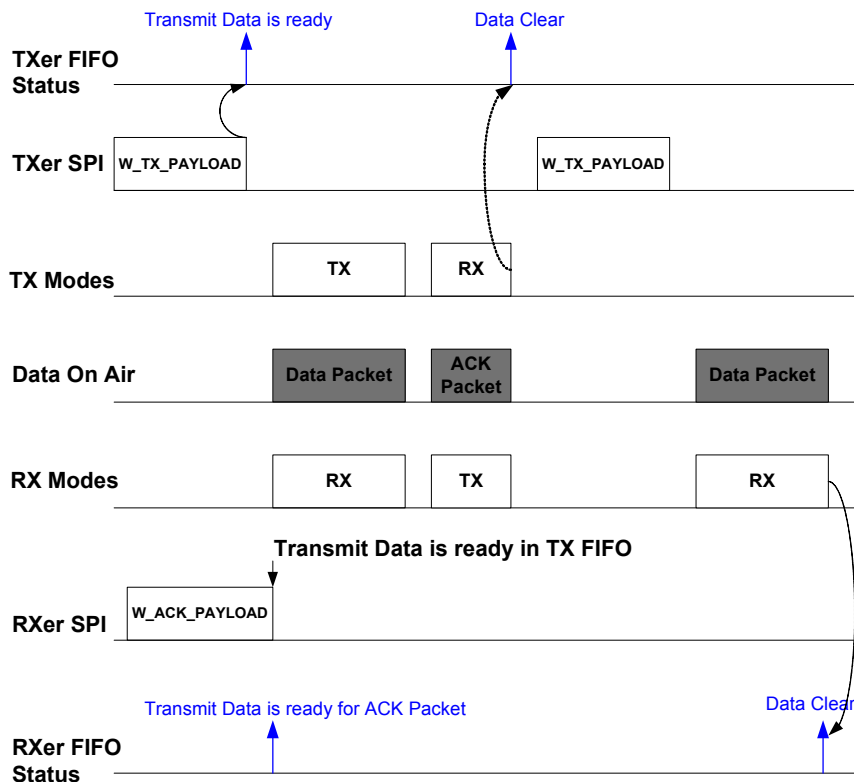 Transmit Data is ready
Data Clear
TXer FIFO
Status
TXer SPI
W_TX_PAYLOAD
W_TX_PAYLOAD
TX Modes
TX
RX
Data On Air
Data Packet
ACK
Packet
Data Packet
RX Modes
RX
TX
RX
Transmit Data is ready in TX FIFO
RXer SPI
W_ACK_PAYLOAD
Transmit Data is ready for ACK Packet
Data Clear
RXer FIFO
Status